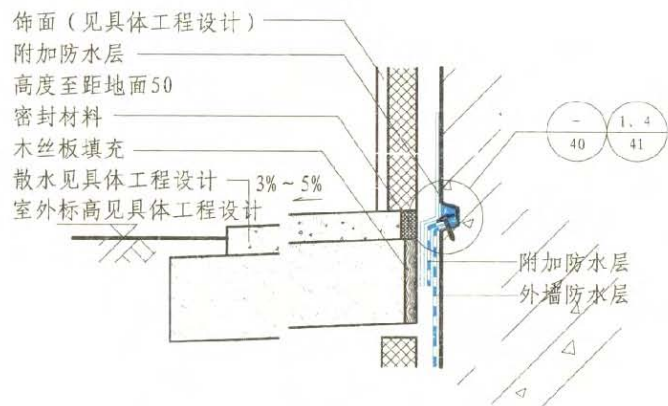 饰面(见具体工程设计)
附加防水层
高度至距地面50
密封材料
木丝板填充
散水见具体工程设计
3%~5%
室外标高见具体工程设计
-
40
1. 4
41
附加防水层
外墙防水层